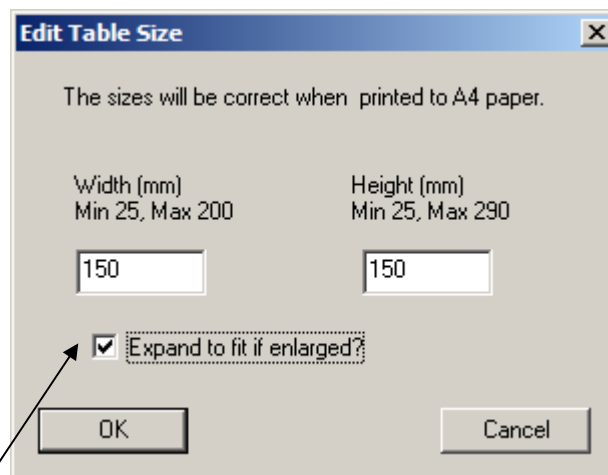 Edit Table Size
The sizes will be correct when  printed to A4 paper.
Width (mm)
Min 25, Max 200
Height (mm)
Min 25, Max 290
150
150
Expand to fit if enlarged?
OK
Cancel